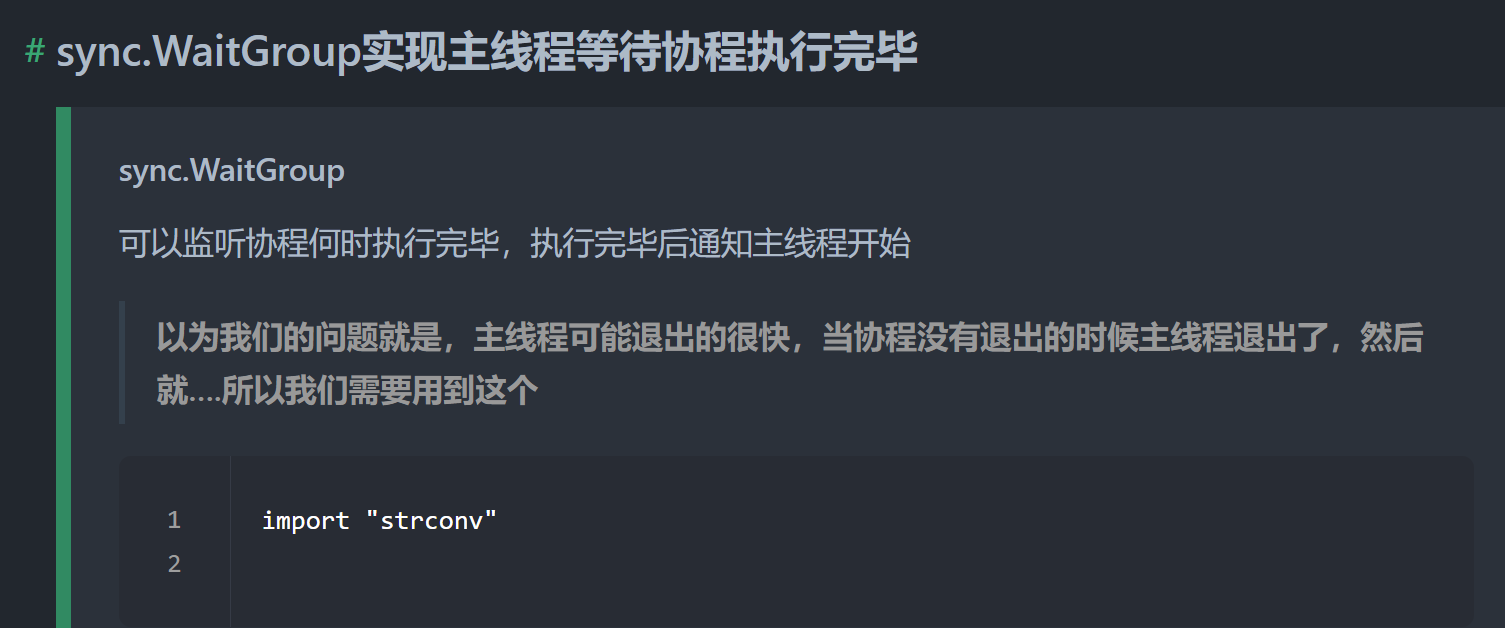 # sync.WaitGroup实现主线程等待协程执行完毕
sync.WaitGroup
可以监听协程何时执行完毕，执行完毕后通知主线程开始
以为我们的问题就是，主线程可能退出的很快，当协程没有退出的时候主线程退出了，然后
就....所以我们需要用到这个
1 import "strconv"
2